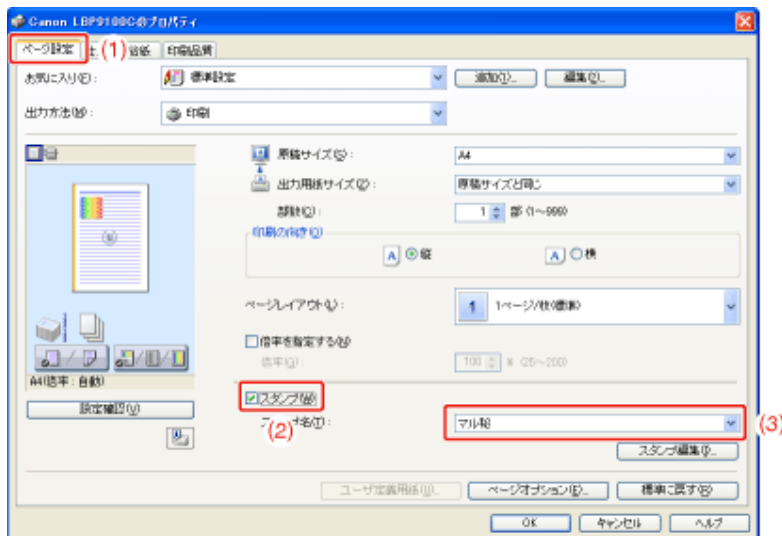 Canon LBP9100Cのプロパティ
ページ設定 (1) 給紙 印刷品質
お気に入り(F): 標準設定 追加(1)... 編集(2)...
出力方法(M): 印刷
原稿サイズ(S): A4
出力用紙サイズ(Z): 原稿サイズと同じ
部数(C): 1 部 (1～999)
印刷の向き(O)
A 縦 A 横
ページレイアウト(L): 1 1ページ/枚(標準)
倍率を指定する(N)
倍率(G): 100 % (25～200)
A4(倍率: 自動)
スタンプ(W)
設定確認(V)
(2) 名(T): マル秘 (3)
スタンプ編集(I)...
ユーザ定義用紙(U)... ページオプション(E)... 標準に戻す(R)
OK キャンセル ヘルプ